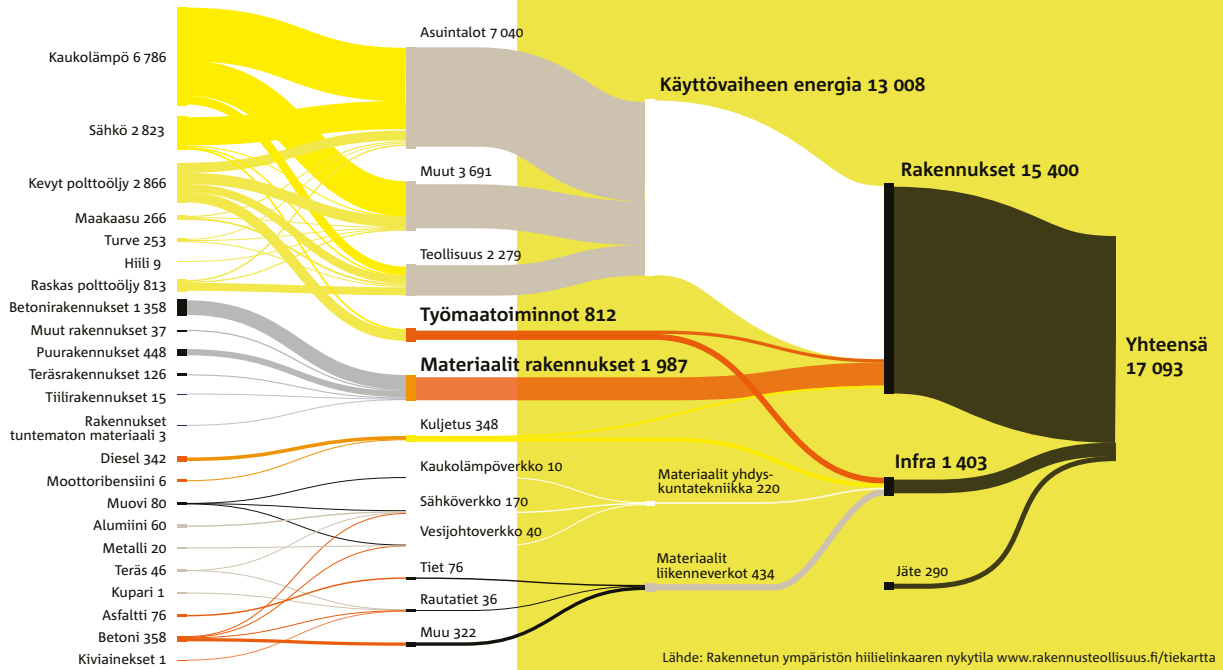 Kaukolämpö 6 786
Sähkö 2 823
Kevyt polttoöljy 2 866
Maakaasu 266
Turve 253
Hiili 9
Raskas polttoöljy 813
Betonirakennukset 1 358
Muut rakennukset 37
Puurakennukset 448
Teräsrakennukset 126
Tiilirakennukset 15
Rakennukset
tuntematon materiaali 3
Diesel 342
Moottoribensiini 6
Muovi 80
Alumiini 60
Metalli 20
Teräs 46
Kupari 1
Asfaltti 76
Betoni 358
Kiviainekset 1
Asuintalot 7 040
Muut 3 691
Teollisuus 2 279
Työmaatoiminnot 812
Materiaalit rakennukset 1 987
Kuljetus 348
Kaukolämpöverkko 10
Sähköverkko 170
Vesijohtoverkko 40
Tiet 76
Rautatiet 36
Muu 322
Käyttövaiheen energia 13 008
Materiaalit yhdys-
kuntatekniikka 220
Materiaalit
liikenneverkot 434
Rakennukset 15 400
Infra 1 403
Jäte 290
Yhteensä
17 093
Lähde: Rakennetun ympäristön hiilielinkaaren nykytila www.rakennusteollisuus.fi/tiekartta